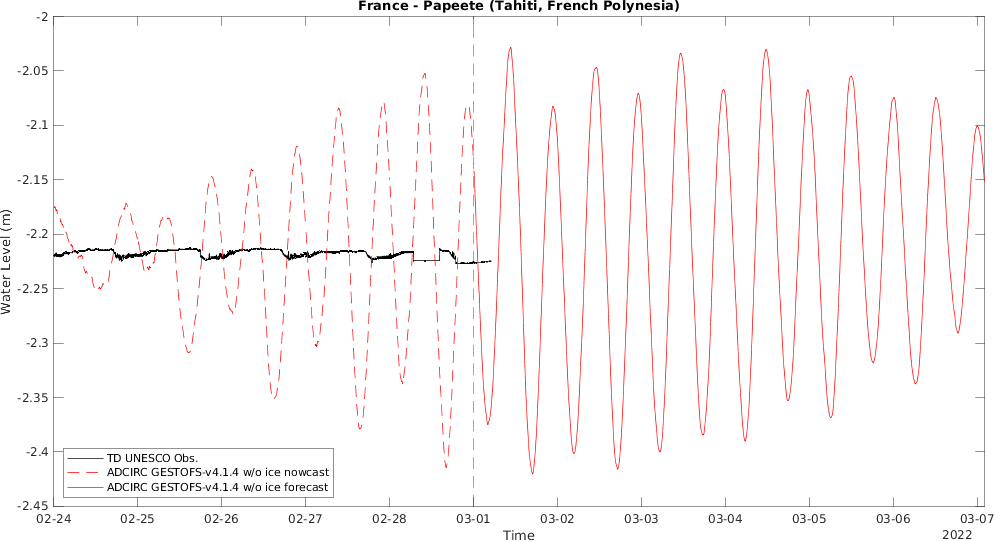 France - Papeete (Tahiti, French Polynesia)
-2
-2.05
-2.1
-2.15
-2.2
-2.25
-2.3
-2.35
-2.4
-2.45
Water Level (m)
TD UNESCO Obs.
ADCIRC GESTOFS-v4.1.4 w/o ice nowcast
ADCIRC GESTOFS-v4.1.4 w/o ice forecast
02-24 02-25 02-26 02-27 02-28 03-01 03-02 03-03 03-04 03-05 03-06 03-07
Time
2022